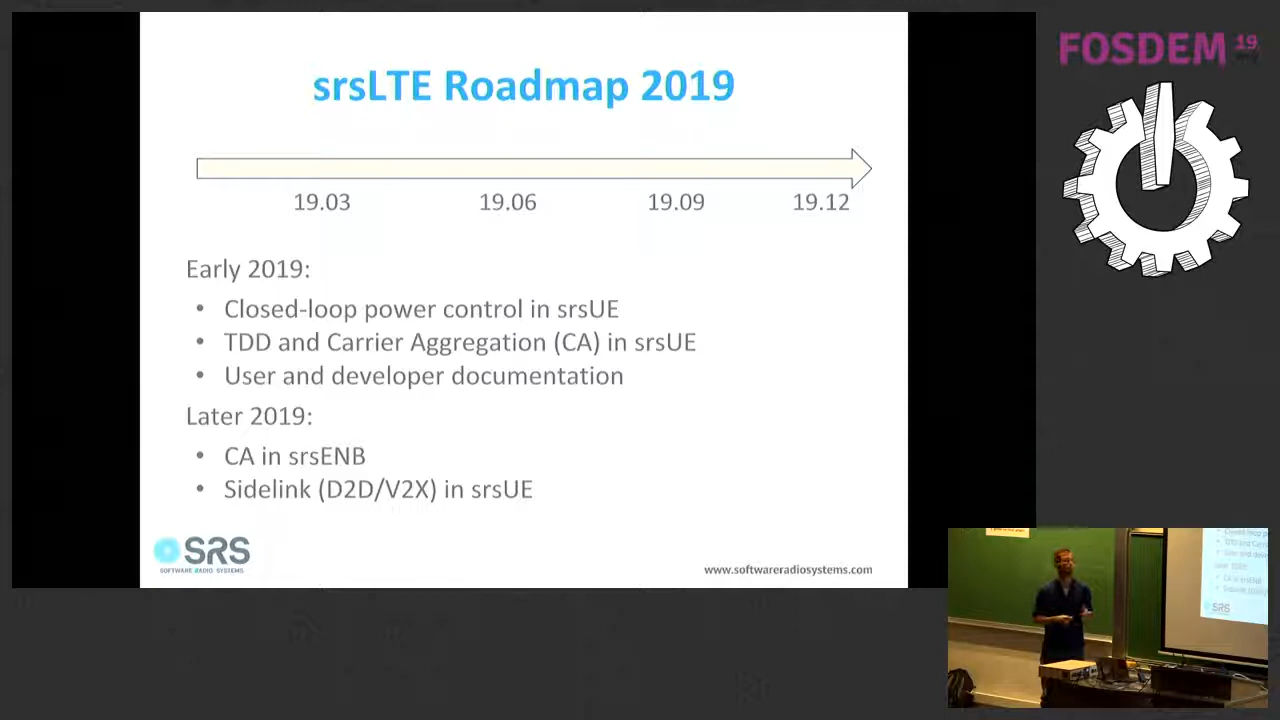 srsLTE Roadmap 2019
19.03 19.06 19.09 19.12
Early 2019:
• Closed-loop power control in srsUE
• TDD and Carrier Aggregation (CA) in srsUE
• User and developer documentation
Later 2019:
• CA in srsENB
• Sidelink (D2D/V2X) in srsUE
SRS
SOFTWARE RADIO SYSTEMS
www.softwareradiosystems.com
FOSDEM 19
SRS